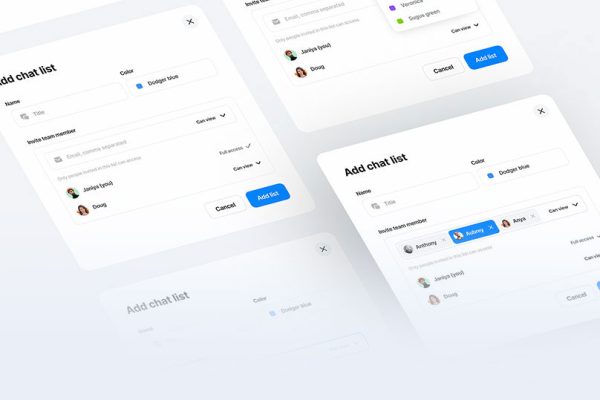 Add chat list
Name
Color
Title
Dodger blue
Invite team member
Email, comma separated
Can view
Only people invited in this list can access
Janiya (you)
Full access
Doug
Can view
Cancel
Add list
Veronica
Sugus green
Email, comma separated
Only people invited in this list can access
Janiya (you)
Can view
Doug
Cancel
Add list
Add chat list
Name
Color
Title
Dodger blue
Invite team member
Anthony
Aubrey
Anya
Can view
Only people invited in this list can access
Janiya (you)
Full access
Doug
Can view
Cancel
Add chat list
Name
Color
Dodger blue